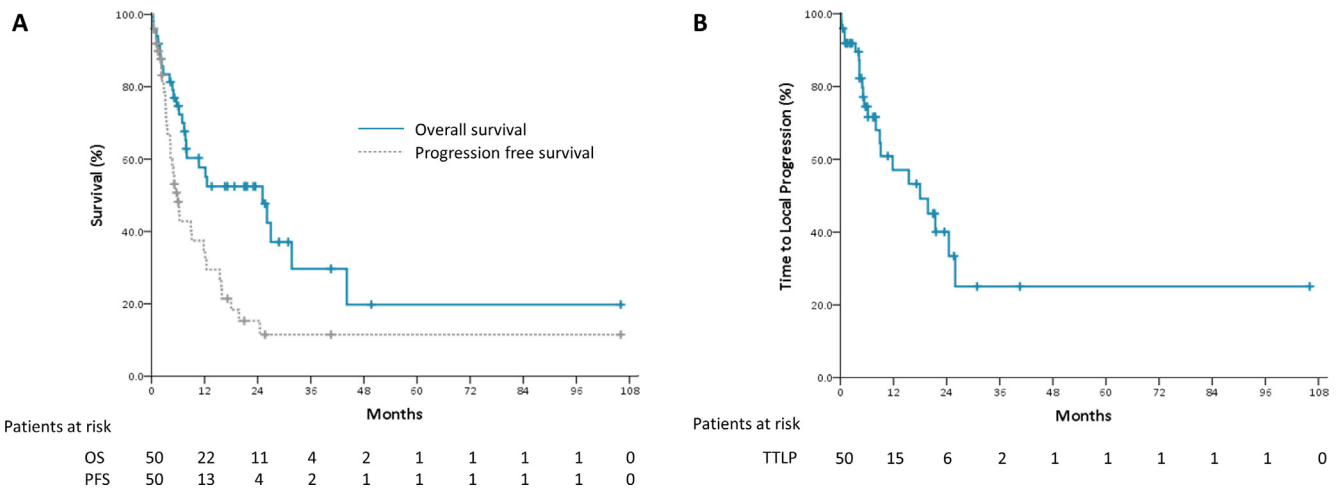 A
100.0
80.0
60.0
40.0
20.0
0.0
Survival (%)
Overall survival
Progression free survival
0 12 24 36 48 60 72 84 96 108
Months
Patients at risk
OS 50 22 11 4 2 1 1 1 1 0
PFS 50 13 4 2 1 1 1 1 1 0
B
100.0
80.0
60.0
40.0
20.0
0.0
Time to Local Progression (%)
0 12 24 36 48 60 72 84 96 108
Months
Patients at risk
TTLP 50 15 6 2 1 1 1 1 1 0